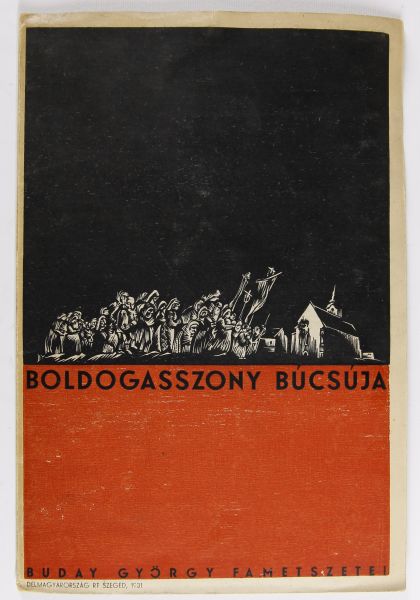 BOLDOGASSZONY BÚCSÚJA
BUDAY GYÖRGY FAMETSZETEI
DÉLMAGYARORSZÁG RT SZEGED, 1931